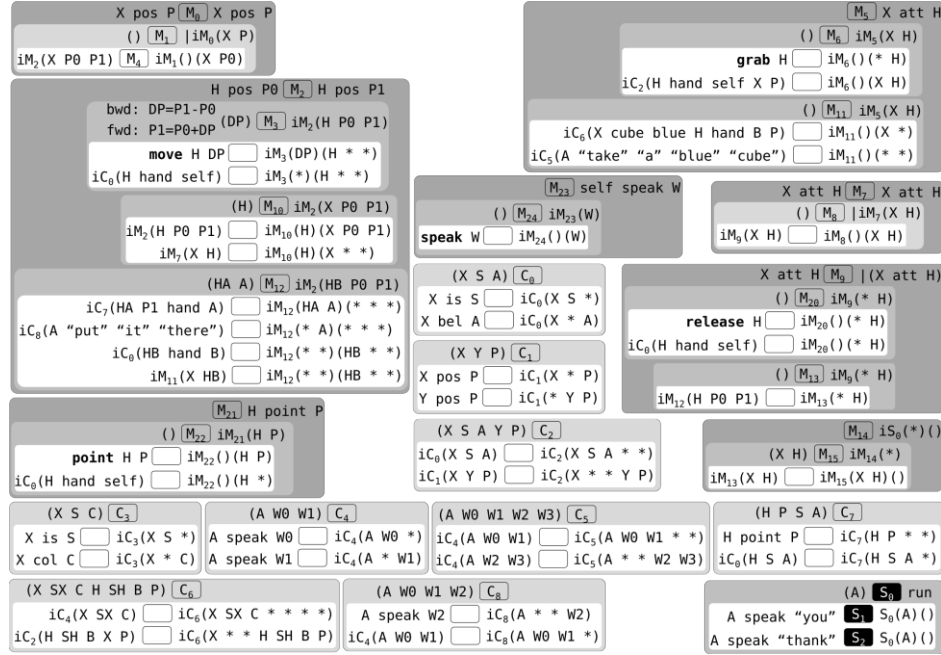 X pos P M₀ X pos P
() M₁ |iM₀(X P)
iM₂(X P0 P1) M₄ iM₁()(X P0)
H pos P0 M₂ H pos P1
bwd: DP=P1-P0
fwd: P1=P0+DP
(DP) M₃ iM₂(H P0 P1)
move H DP iM₃(DP)(H * *)
iC₀(H hand self) iM₃(*)(H * *)
(H) M₁₀ iM₂(X P0 P1)
iM₂(H P0 P1) iM₁₀(H)(X P0 P1)
iM₇(X H) iM₁₀(H)(X * *)
(HA A) M₁₂ iM₂(HB P0 P1)
iC₇(HA P1 hand A) iM₁₂(HA A)(* * *)
iC₈(A “put” “it” “there”) iM₁₂(* A)(* * *)
iC₀(HB hand B) iM₁₂(* *)(HB * *)
iM₁₁(X HB) iM₁₂(* *)(HB * *)
M₂₁ H point P
() M₂₂ iM₂₁(H P)
point H P iM₂₂()(H P)
iC₀(H hand self) iM₂₂()(H *)
M₂₃ self speak W
() M₂₄ iM₂₃(W)
speak W iM₂₄()(W)
(X S A) C₀
X is S iC₀(X S *)
X bel A iC₀(X * A)
(X Y P) C₁
X pos P iC₁(X * P)
Y pos P iC₁(* Y P)
(X S A Y P) C₂
iC₀(X S A) iC₂(X S A * *)
iC₁(X Y P) iC₂(X * * Y P)
M₅ X att H
() M₆ iM₅(X H)
grab H iM₆()(* H)
iC₂(H hand self X P) iM₆()(X H)
() M₁₁ iM₅(X H)
iC₆(X cube blue H hand B P) iM₁₁()(X *)
iC₅(A “take” “a” “blue” “cube”) iM₁₁()(* *)
X att H M₇ X att H
() M₈ |iM₇(X H)
iM₉(X H) iM₈()(X H)
X att H M₉ |(X att H)
() M₂₀ iM₉(* H)
release H iM₂₀()(* H)
iC₀(H hand self) iM₂₀()(* H)
() M₁₃ iM₉(* H)
iM₁₂(H P0 P1) iM₁₃(* H)
M₁₄ iS₀(*)()
(X H) M₁₅ iM₁₄(*)
iM₁₃(X H) iM₁₅(X H)()
(X S C) C₃
X is S iC₃(X S *)
X col C iC₃(X * C)
(A W0 W1) C₄
A speak W0 iC₄(A W0 *)
A speak W1 iC₄(A * W1)
(A W0 W1 W2 W3) C₅
iC₄(A W0 W1) iC₅(A W0 W1 * *)
iC₄(A W2 W3) iC₅(A * * W2 W3)
(H P S A) C₇
H point P iC₇(H P * *)
iC₀(H S A) iC₇(H * S A)
(X SX C H SH B P) C₆
iC₄(X SX C) iC₆(X SX C * * * *)
iC₂(H SH B X P) iC₆(X * * H SH B P)
(A W0 W1 W2) C₈
A speak W2 iC₈(A * * W2)
iC₄(A W0 W1) iC₈(A W0 W1 *)
(A) S₀ run
A speak “you” S₁ S₀(A)()
A speak “thank” S₂ S₀(A)()